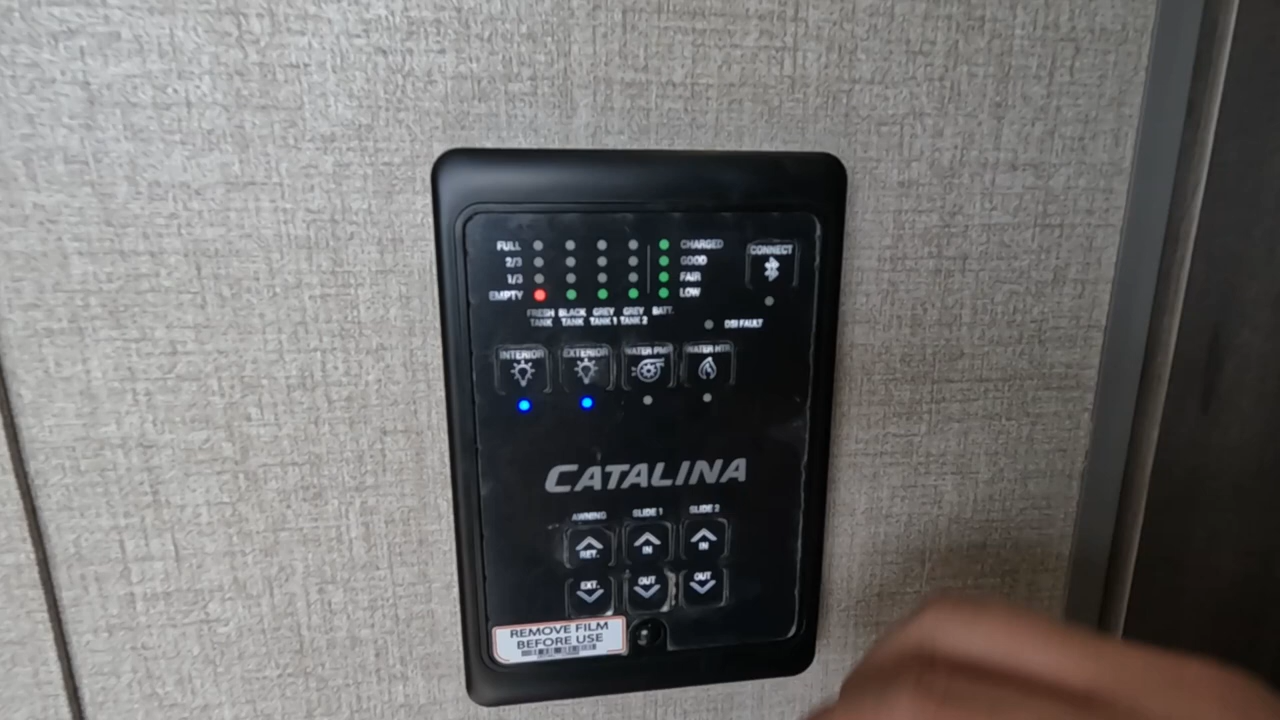 FULL CHARGED CONNECT
2/3 GOOD
1/3 FAIR
EMPTY LOW
FRESH TANK BLACK TANK GREY TANK 1 GREY TANK 2 BATT.
DSI FAULT
INTERIOR EXTERIOR WATER PMP WATER HTR
CATALINA
AWNING SLIDE 1 SLIDE 2
RET. IN IN
EXT. OUT OUT
REMOVE FILM
BEFORE USE